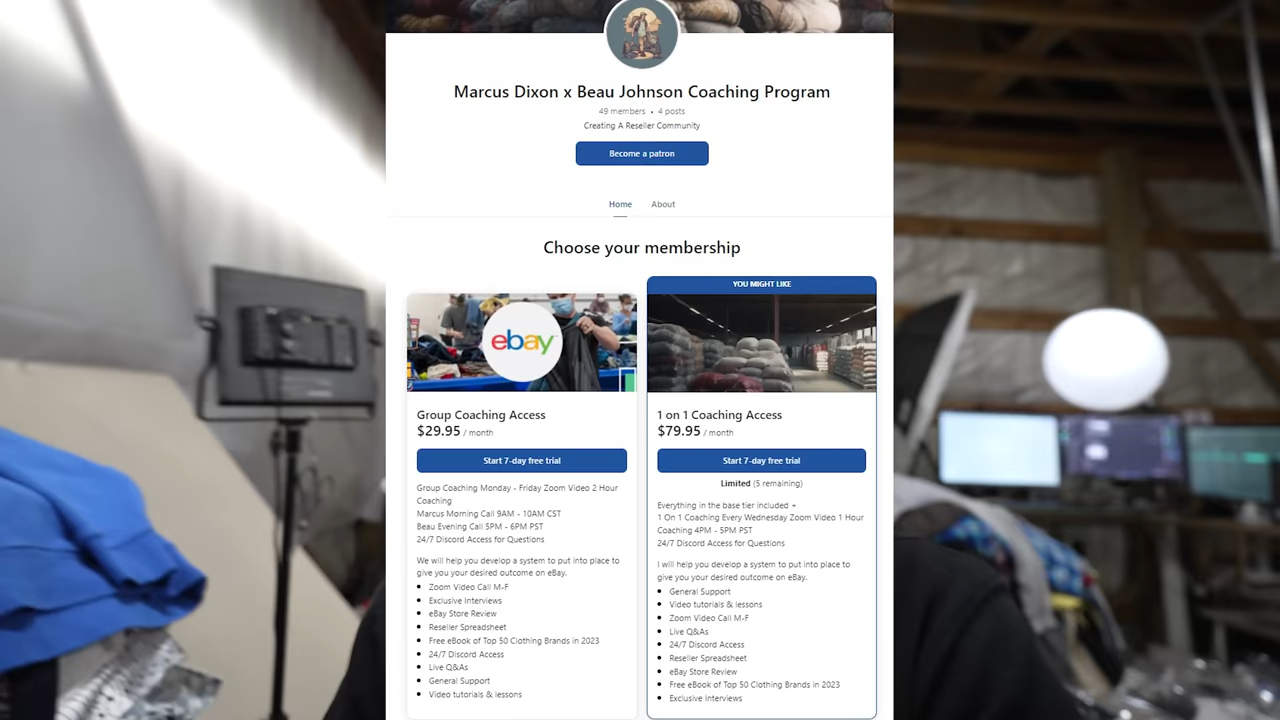 Marcus Dixon x Beau Johnson Coaching Program
49 members • 4 posts
Creating A Reseller Community
Become a patron
Home About
Choose your membership
ebay
Group Coaching Access
$29.95 / month
Start 7-day free trial
Group Coaching Monday - Friday Zoom Video 2 Hour
Coaching
Marcus Morning Call 9AM - 10AM CST
Beau Evening Call 5PM - 6PM PST
24/7 Discord Access for Questions
We will help you develop a system to put into place to
give you your desired outcome on eBay.
• Zoom Video Call M-F
• Exclusive Interviews
• eBay Store Review
• Reseller Spreadsheet
• Free eBook of Top 50 Clothing Brands in 2023
• 24/7 Discord Access
• Live Q&As
• General Support
• Video tutorials & lessons
YOU MIGHT LIKE
1 on 1 Coaching Access
$79.95 / month
Start 7-day free trial
Limited (5 remaining)
Everything in the base tier included +
1 On 1 Coaching Every Wednesday Zoom Video 1 Hour
Coaching 4PM - 5PM PST
24/7 Discord Access for Questions
I will help you develop a system to put into place to
give you your desired outcome on eBay.
• General Support
• Video tutorials & lessons
• Zoom Video Call M-F
• Live Q&As
• 24/7 Discord Access
• Reseller Spreadsheet
• eBay Store Review
• Free eBook of Top 50 Clothing Brands in 2023
• Exclusive Interviews